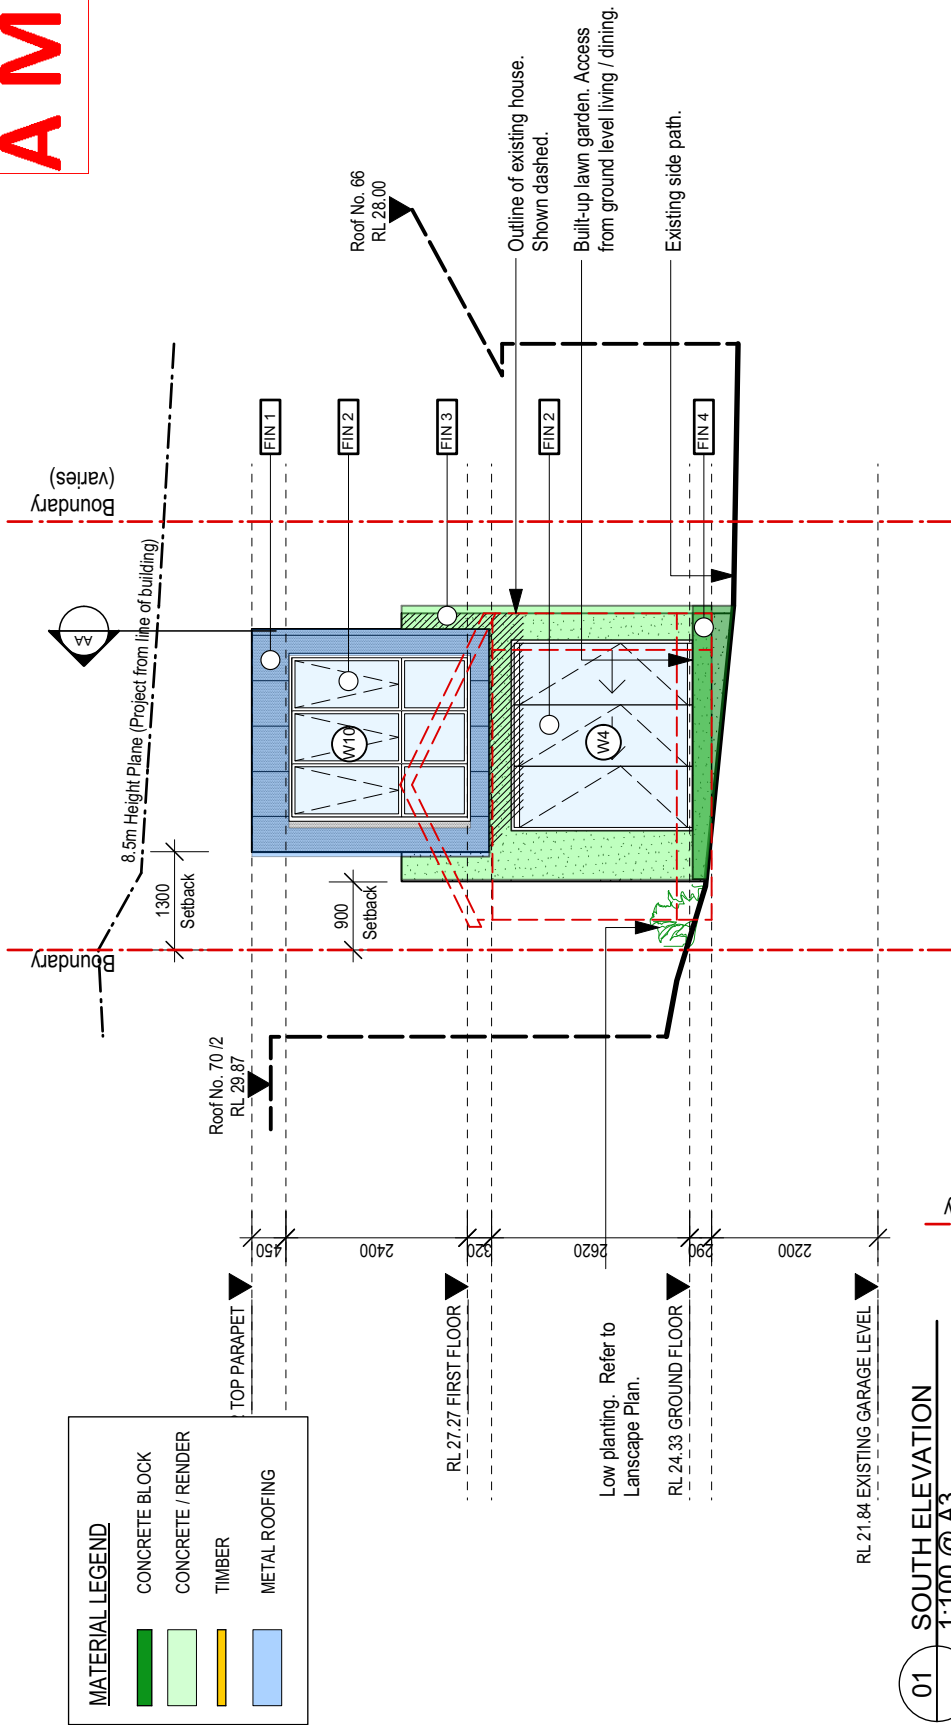 A M
Roof No. 66
RL 28.00
Outline of existing house.
Shown dashed.
Built-up lawn garden. Access
from ground level living / dining.
Existing side path.
Boundary
(varies)
8.5m Height Plane (Project from line of building)
AA
FIN 1
FIN 2
FIN 3
FIN 2
FIN 4
W10
W4
1300
Setback
900
Setback
Boundary
Roof No. 70 /2
RL 29.87
450
2400
320
2620
290
2200
TOP PARAPET
RL 27.27 FIRST FLOOR
Low planting. Refer to
Lanscape Plan.
RL 24.33 GROUND FLOOR
RL 21.84 EXISTING GARAGE LEVEL
MATERIAL LEGEND
CONCRETE BLOCK
CONCRETE / RENDER
TIMBER
METAL ROOFING
01
SOUTH ELEVATION
1:100 @ A3